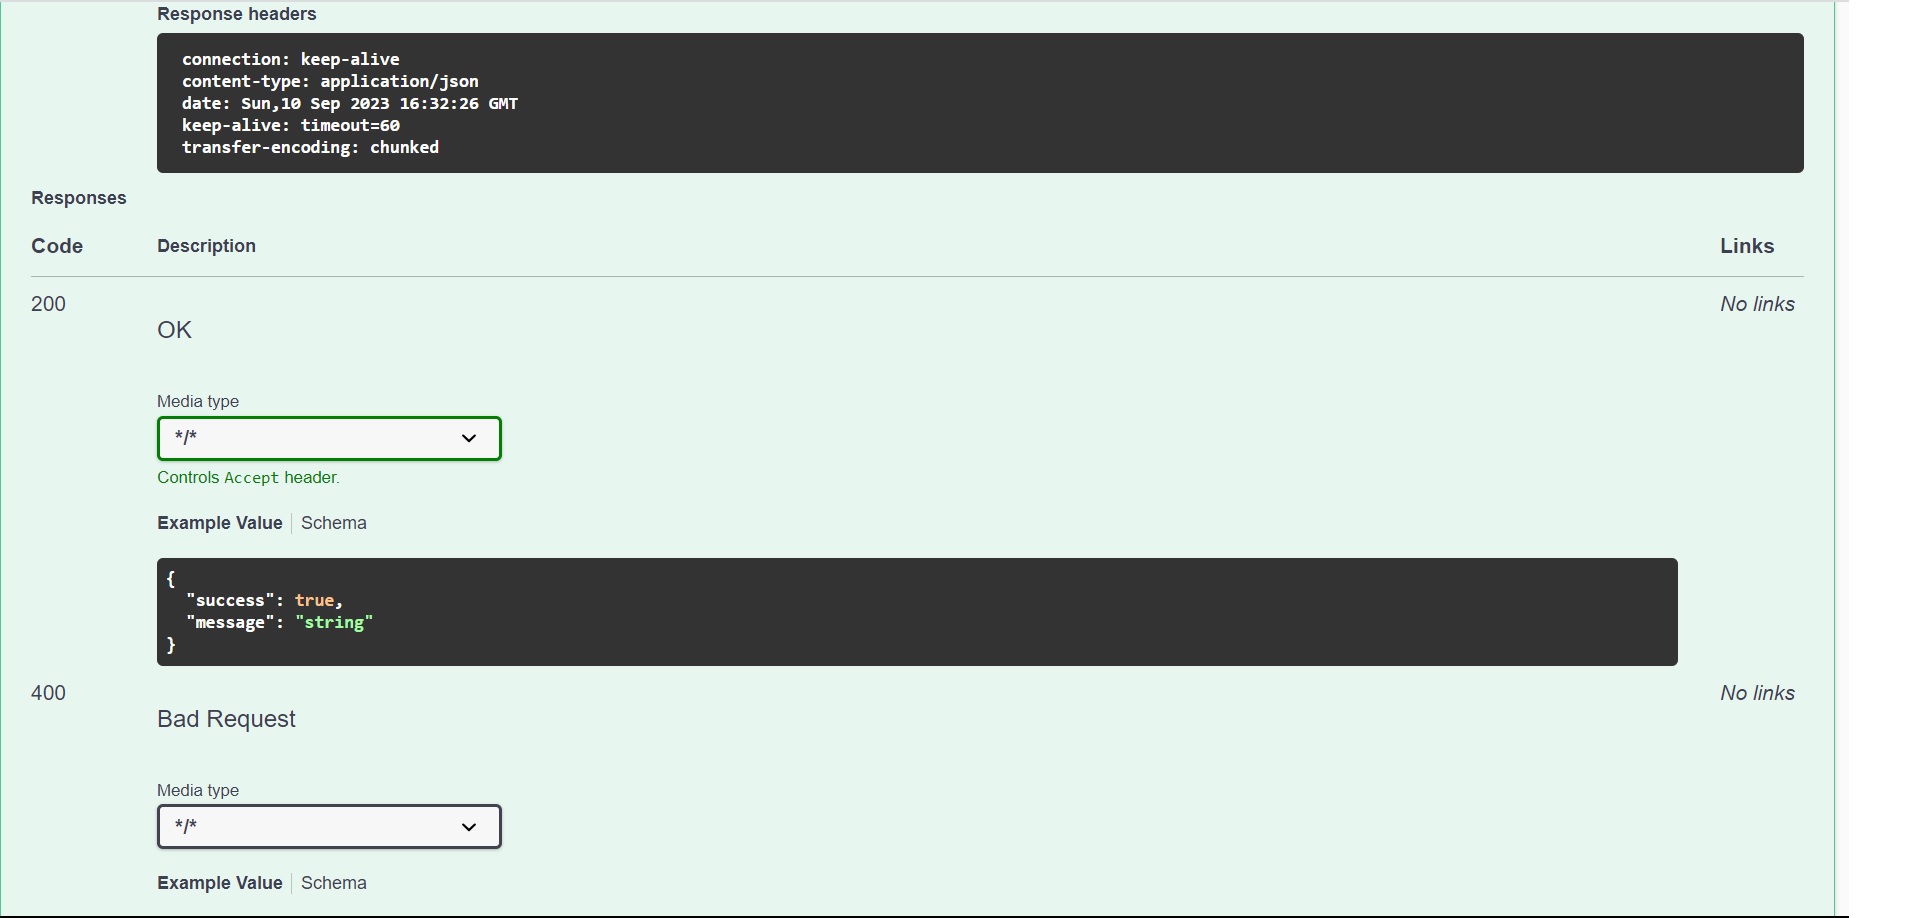 Response headers
connection: keep-alive
content-type: application/json
date: Sun,10 Sep 2023 16:32:26 GMT
keep-alive: timeout=60
transfer-encoding: chunked
Responses
Code Description Links
200 No links
OK
Media type
*/*
Controls Accept header.
Example Value Schema
{
  "success": true,
  "message": "string"
}
400 No links
Bad Request
Media type
*/*
Example Value Schema